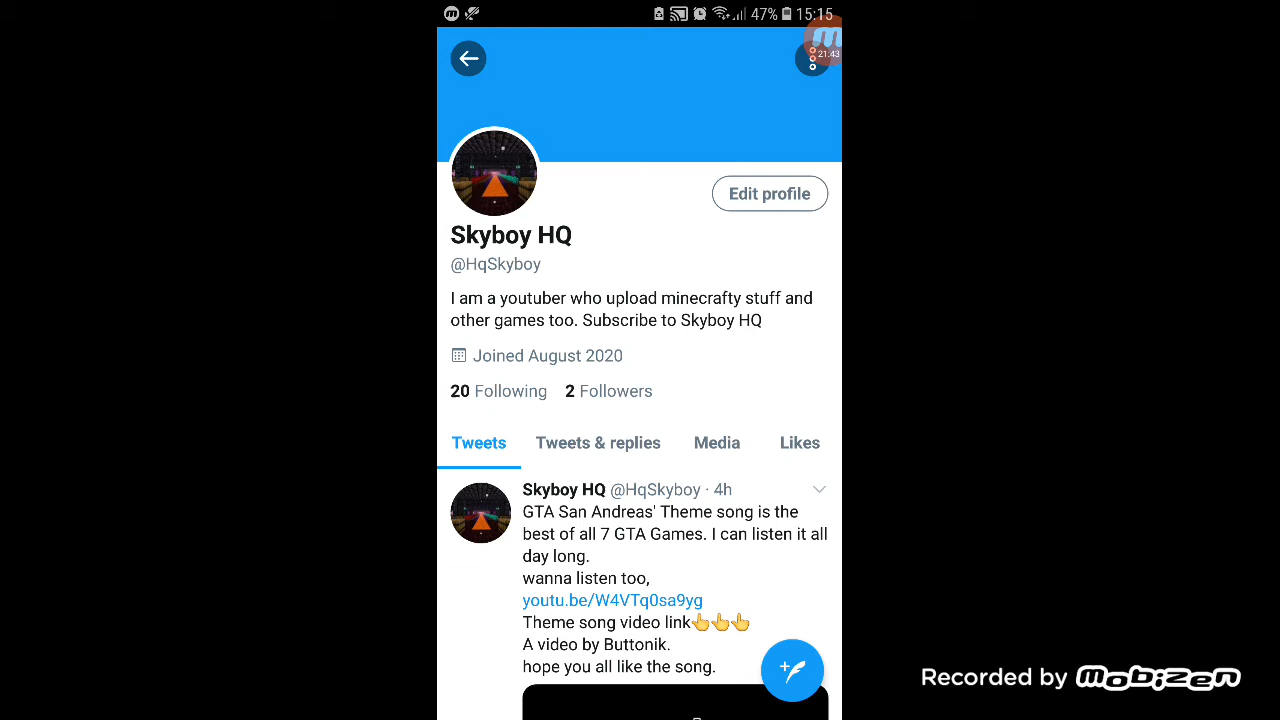 47% 15:15
21:43
Edit profile
Skyboy HQ
@HqSkyboy
I am a youtuber who upload minecrafty stuff and
other games too. Subscribe to Skyboy HQ
Joined August 2020
20 Following 2 Followers
Tweets Tweets & replies Media Likes
Skyboy HQ @HqSkyboy · 4h
GTA San Andreas' Theme song is the
best of all 7 GTA Games. I can listen it all
day long.
wanna listen too,
youtu.be/W4VTq0sa9yg
Theme song video link👆👆👆
A video by Buttonik.
hope you all like the song.
Recorded by mobizen